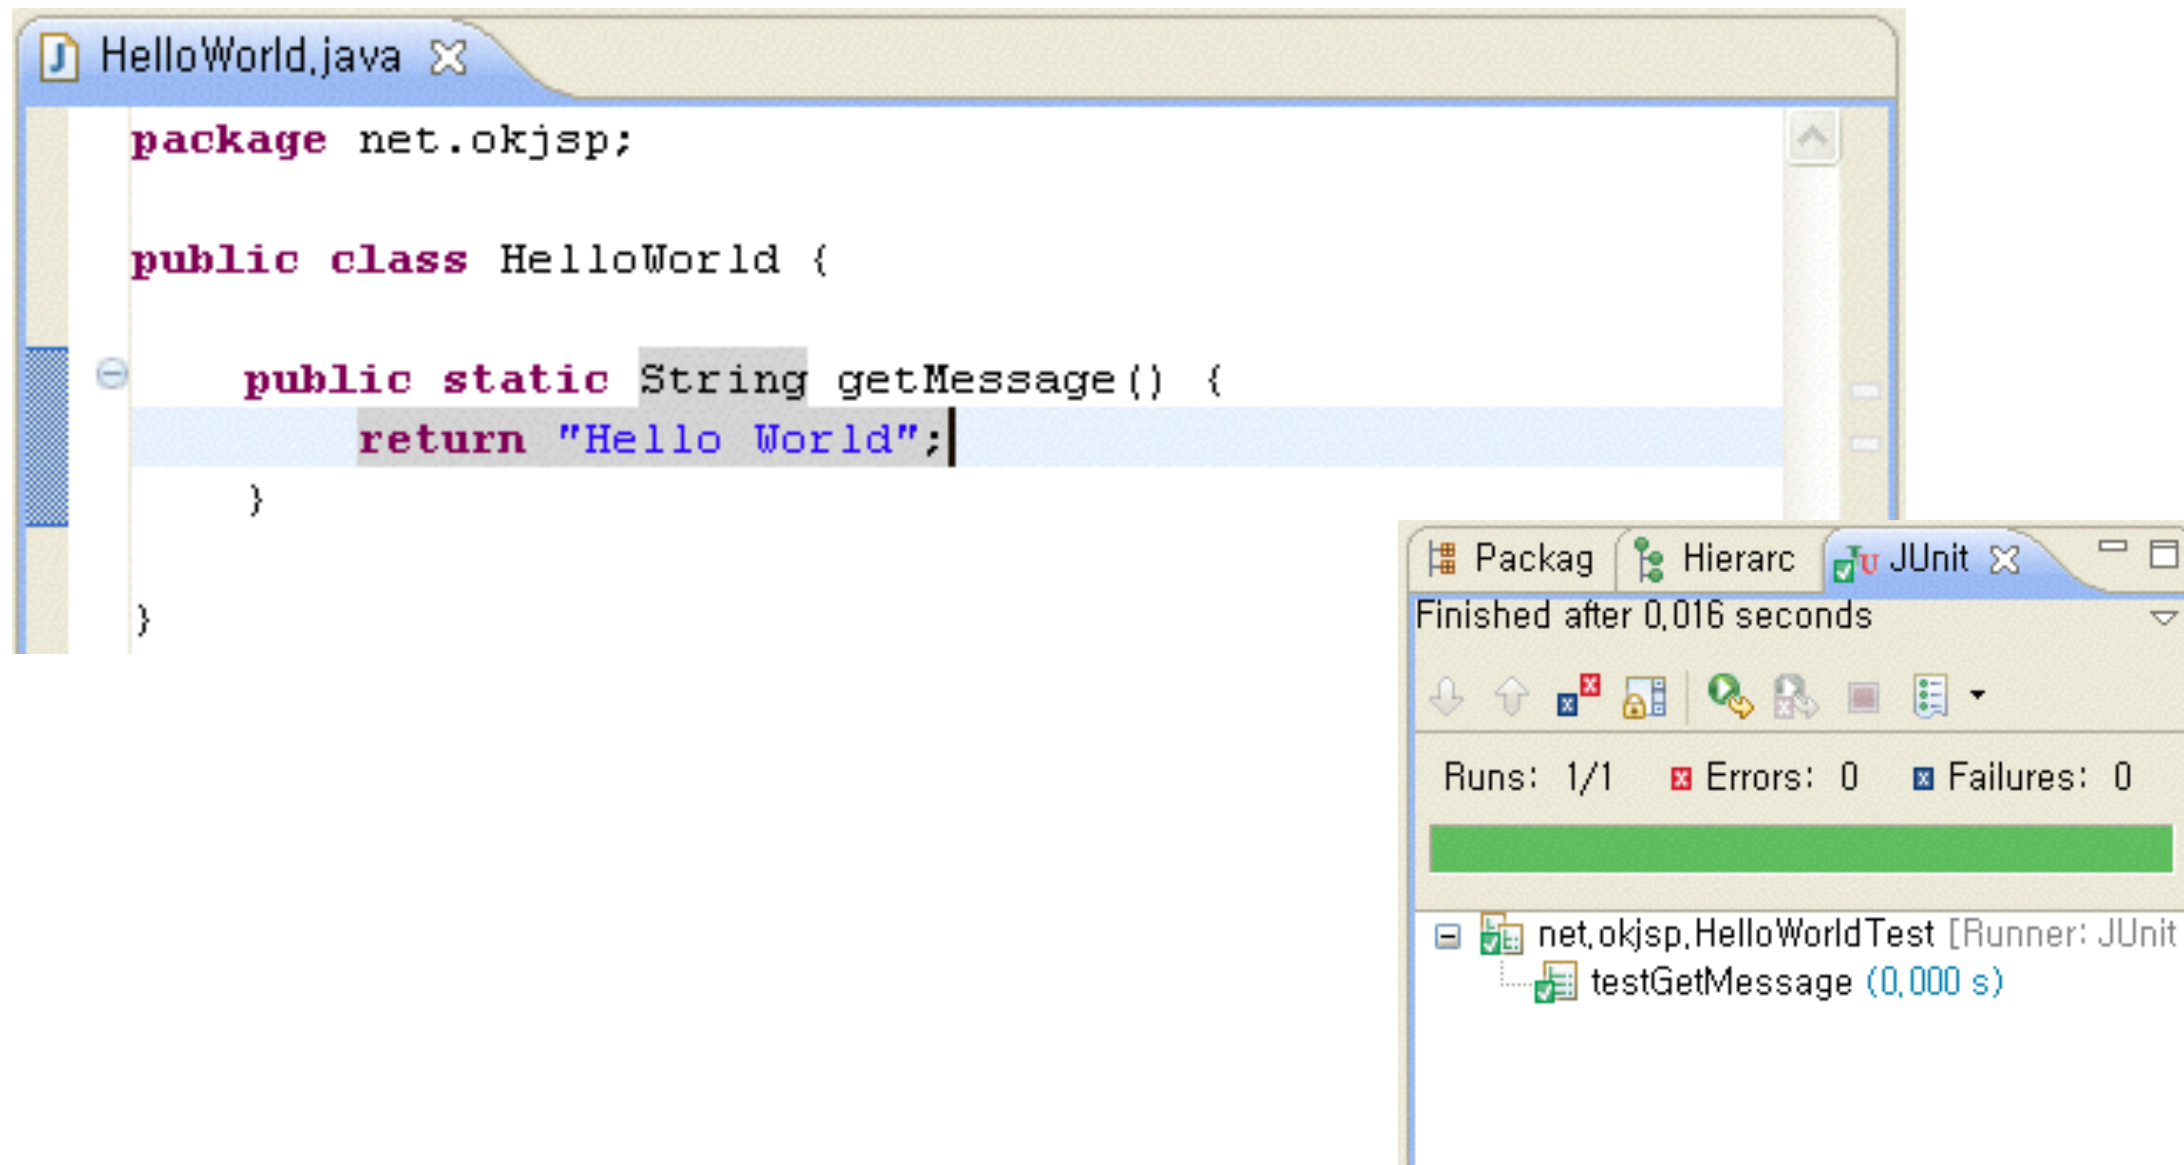 HelloWorld.java
package net.okjsp;
public class HelloWorld {
public static String getMessage() {
return "Hello World";
}
}
Packag Hierarc JUnit
Finished after 0,016 seconds
Runs: 1/1 Errors: 0 Failures: 0
net.okjsp.HelloWorldTest [Runner: JUnit
testGetMessage (0,000 s)